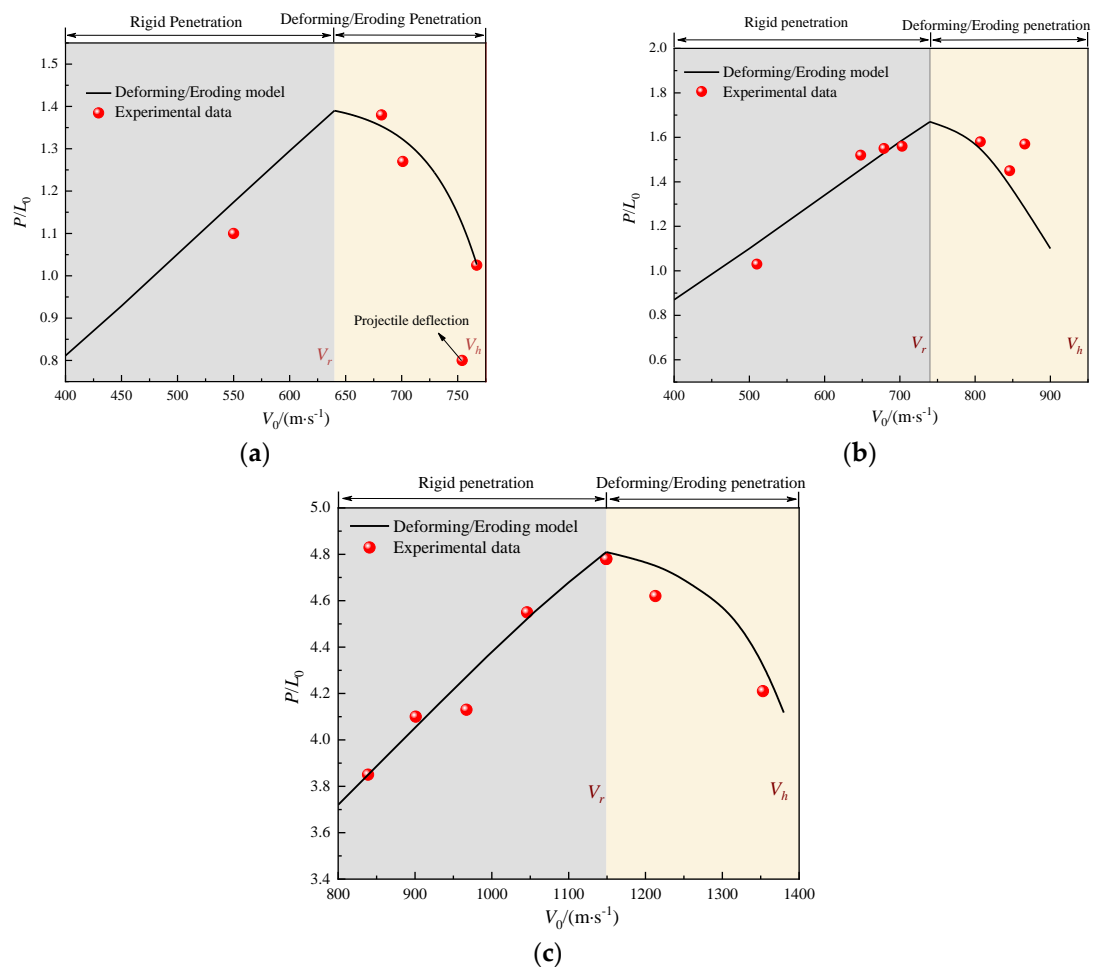 Rigid Penetration
Deforming/Eroding Penetration
1.5
1.4
1.3
1.2
1.1
1.0
0.9
0.8
P/L0
Deforming/Eroding model
Experimental data
Projectile deflection
Vr
Vh
400 450 500 550 600 650 700 750
V0/(m·s-1)
(a)
Rigid penetration
Deforming/Eroding penetration
2.0
1.8
1.6
1.4
1.2
1.0
0.8
0.6
P/L0
Deforming/Eroding model
Experimental data
Vr
Vh
400 500 600 700 800 900
V0/(m·s-1)
(b)
Rigid penetration
Deforming/Eroding penetration
5.0
4.8
4.6
4.4
4.2
4.0
3.8
3.6
3.4
P/L0
Deforming/Eroding model
Experimental data
Vr
Vh
800 900 1000 1100 1200 1300 1400
V0/(m·s-1)
(c)